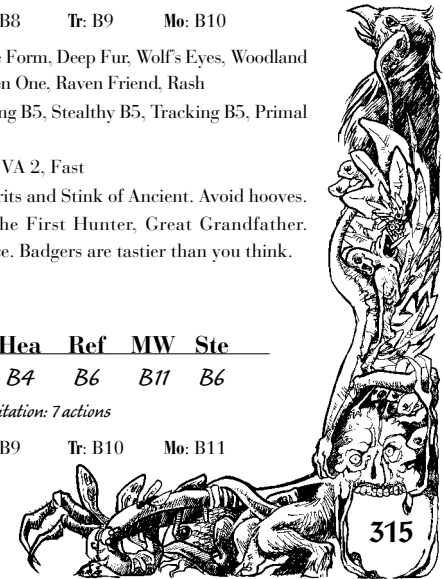 B8 Tr: B9 Mo: B10
Form, Deep Fur, Wolf's Eyes, Woodland
en One, Raven Friend, Rash
ng B5, Stealthy B5, Tracking B5, Primal
VA 2, Fast
rits and Stink of Ancient. Avoid hooves.
he First Hunter, Great Grandfather.
ce. Badgers are tastier than you think.
Hea Ref MW Ste
B4 B6 B11 B6
itation: 7 actions
B9 Tr: B10 Mo: B11
315